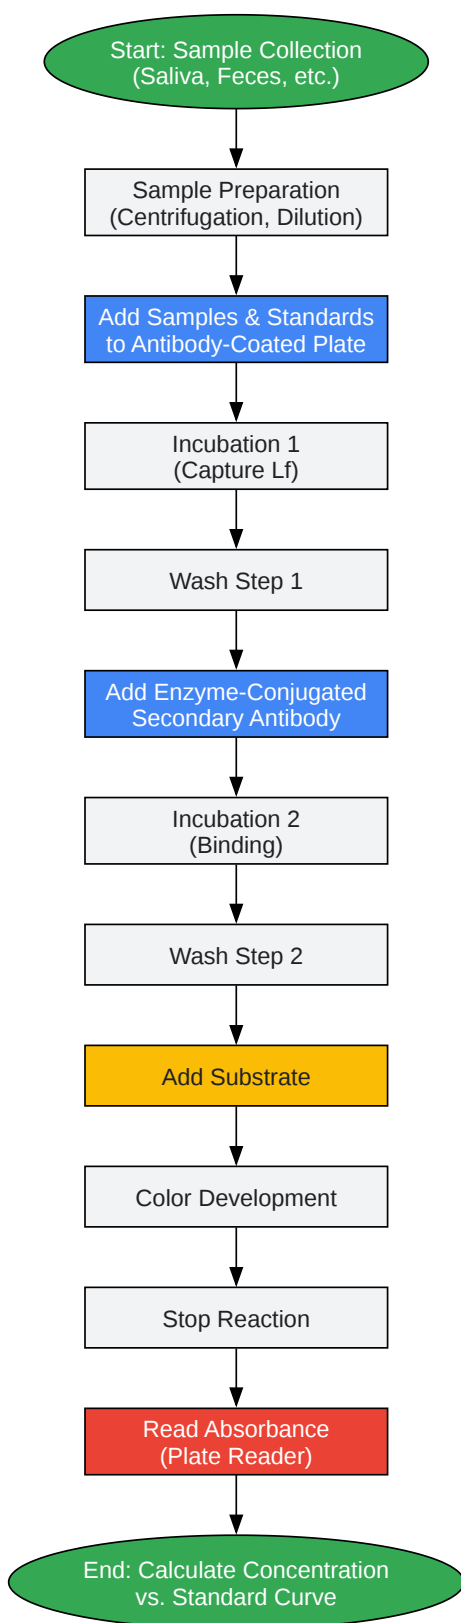 Start: Sample Collection
(Saliva, Feces, etc.)
Sample Preparation
(Centrifugation, Dilution)
Add Samples & Standards
to Antibody-Coated Plate
Incubation 1
(Capture Lf)
Wash Step 1
Add Enzyme-Conjugated
Secondary Antibody
Incubation 2
(Binding)
Wash Step 2
Add Substrate
Color Development
Stop Reaction
Read Absorbance
(Plate Reader)
End: Calculate Concentration
vs. Standard Curve